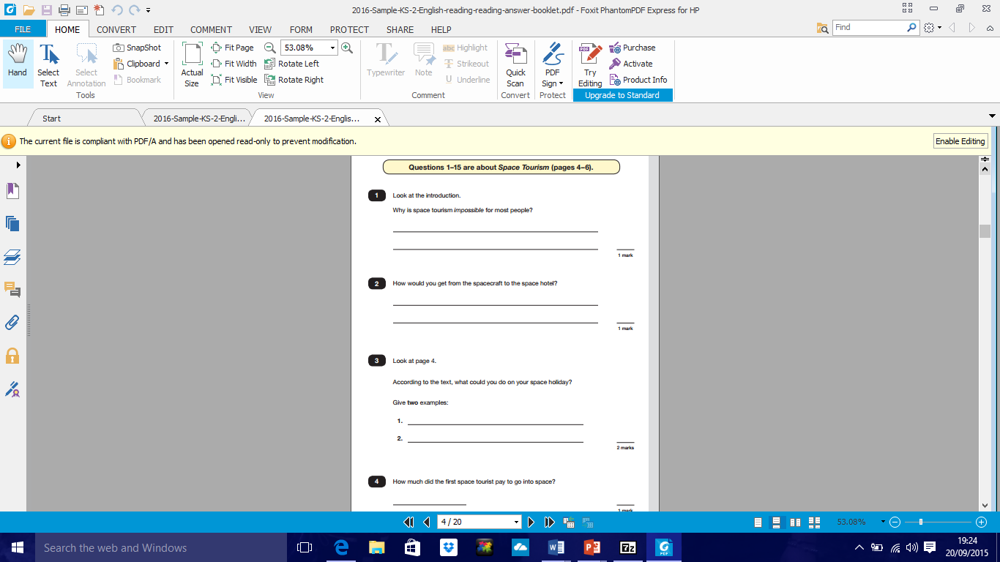 2016-Sample-KS-2-English-reading-reading-answer-booklet.pdf - Foxit PhantomPDF Express for HP
FILE HOME CONVERT EDIT COMMENT VIEW FORM PROTECT SHARE HELP
Find
Hand
Select Text
Select Annotation
SnapShot
Clipboard
Bookmark
Tools
Actual Size
Fit Page
Fit Width
Fit Visible
53.08%
Rotate Left
Rotate Right
View
Typewriter
Note
Highlight
Strikeout
Underline
Comment
Quick Scan
Convert
PDF Sign
Protect
Try Editing
Purchase
Activate
Product Info
Upgrade to Standard
Start
2016-Sample-KS-2-Engli...
2016-Sample-KS-2-Englis...
The current file is compliant with PDF/A and has been opened read-only to prevent modification.
Enable Editing
Questions 1–15 are about Space Tourism (pages 4–6).
1 Look at the introduction.
Why is space tourism impossible for most people?
1 mark
2 How would you get from the spacecraft to the space hotel?
1 mark
3 Look at page 4.
According to the text, what could you do on your space holiday?
Give two examples:
1.
2.
2 marks
4 How much did the first space tourist pay to go into space?
1 mark
4 / 20
53.08%
Search the web and Windows
19:24
20/09/2015